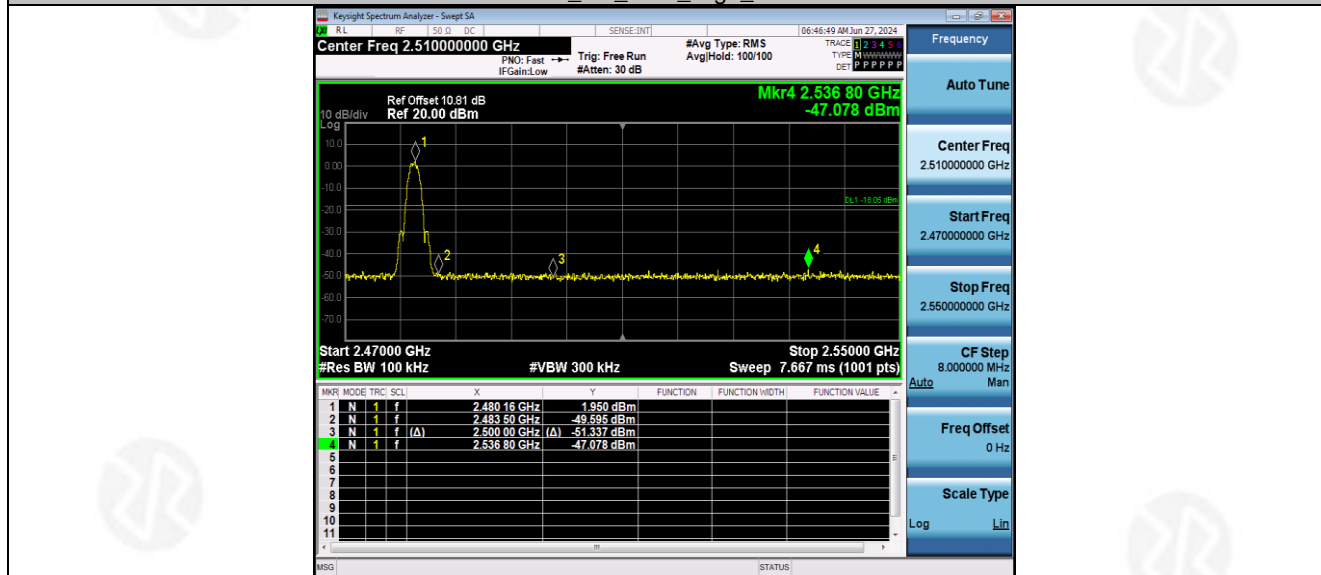 Keysight Spectrum Analyzer - Swept SA
RL RF 50 Ω DC SENSE:INT 06:46:49 AM Jun 27, 2024
Center Freq 2.510000000 GHz
PNO: Fast
IFGain:Low
Trig: Free Run
#Atten: 30 dB
#Avg Type: RMS
Avg|Hold: 100/100
TRACE 1 2 3 4 5 6
TYPE M WWWWW
DET P P P P P P
Mkr4 2.536 80 GHz
-47.078 dBm
Ref Offset 10.81 dB
Ref 20.00 dBm
10 dB/div
Log
10.0
0.00
-10.0
-20.0
-30.0
-40.0
-50.0
-60.0
-70.0
1
2
3
4
DL1 -18.05 dBm
Start 2.47000 GHz Stop 2.55000 GHz
#Res BW 100 kHz #VBW 300 kHz Sweep 7.667 ms (1001 pts)
MKR MODE TRC SCL X Y FUNCTION FUNCTION WIDTH FUNCTION VALUE
1 N 1 f 2.480 16 GHz 1.950 dBm
2 N 1 f 2.483 50 GHz -49.595 dBm
3 N 1 f (Δ) 2.500 00 GHz (Δ) -51.337 dBm
4 N 1 f 2.536 80 GHz -47.078 dBm
5
6
7
8
9
10
11
MSG STATUS
Frequency
Auto Tune
Center Freq
2.510000000 GHz
Start Freq
2.470000000 GHz
Stop Freq
2.550000000 GHz
CF Step
8.000000 MHz
Auto Man
Freq Offset
0 Hz
Scale Type
Log Lin